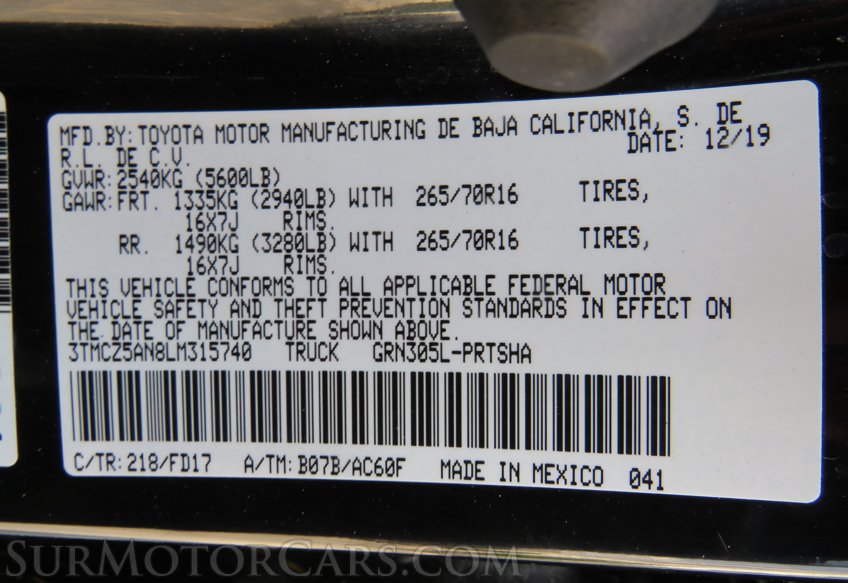 MFD.BY:TOYOTA MOTOR MANUFACTURING DE BAJA CALIFORNIA, S. DE
R.L. DE C.V. DATE: 12/19
GVWR:2540KG (5600LB)
GAWR:FRT. 1335KG (2940LB) WITH 265/70R16 TIRES,
16X7J RIMS.
RR. 1490KG (3280LB) WITH 265/70R16 TIRES,
16X7J RIMS.
THIS VEHICLE CONFORMS TO ALL APPLICABLE FEDERAL MOTOR
VEHICLE SAFETY AND THEFT PREVENTION STANDARDS IN EFFECT ON
THE DATE OF MANUFACTURE SHOWN ABOVE.
3TMCZ5AN8LM315740 TRUCK GRN305L-PRTSHA
C/TR:218/FD17 A/TM:B07B/AC60F MADE IN MEXICO 041
SURMOTORCARS.COM